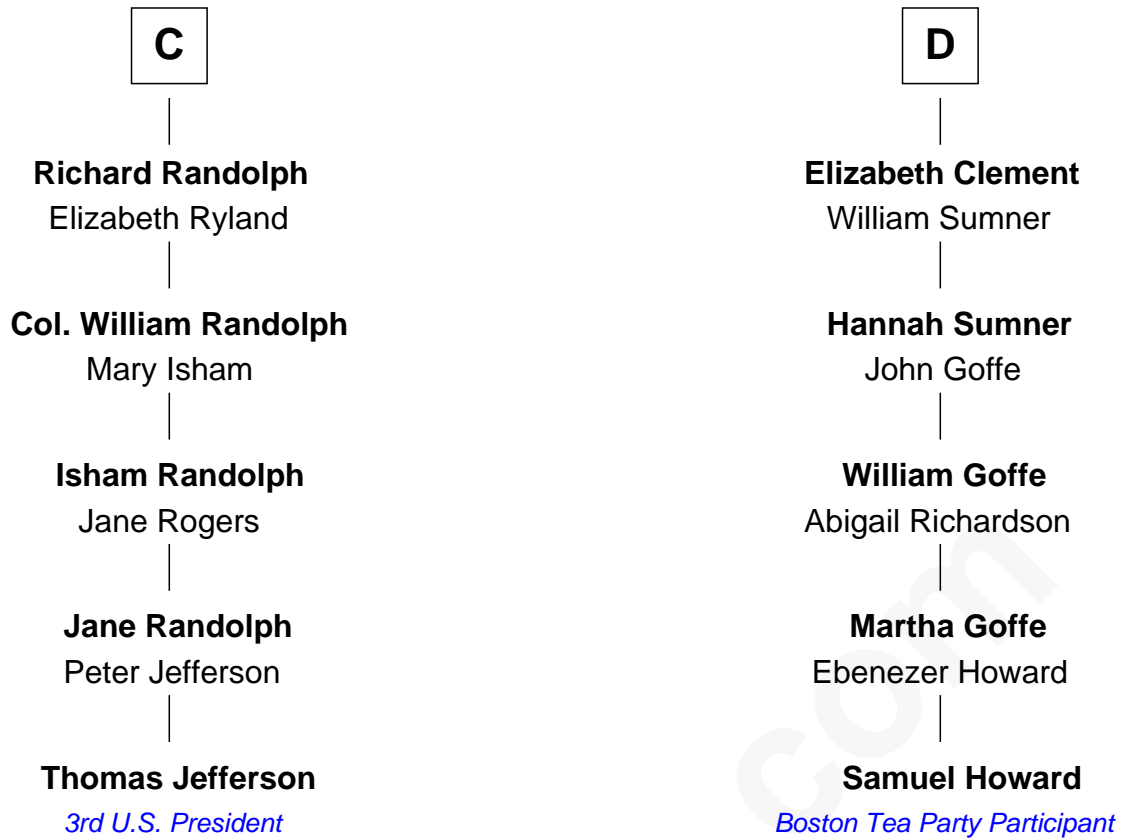 C
Richard Randolph
Elizabeth Ryland
Col. William Randolph
Mary Isham
Isham Randolph
Jane Rogers
Jane Randolph
Peter Jefferson
Thomas Jefferson
3rd U.S. President
D
Elizabeth Clement
William Sumner
Hannah Sumner
John Goffe
William Goffe
Abigail Richardson
Martha Goffe
Ebenezer Howard
Samuel Howard
Boston Tea Party Participant
com